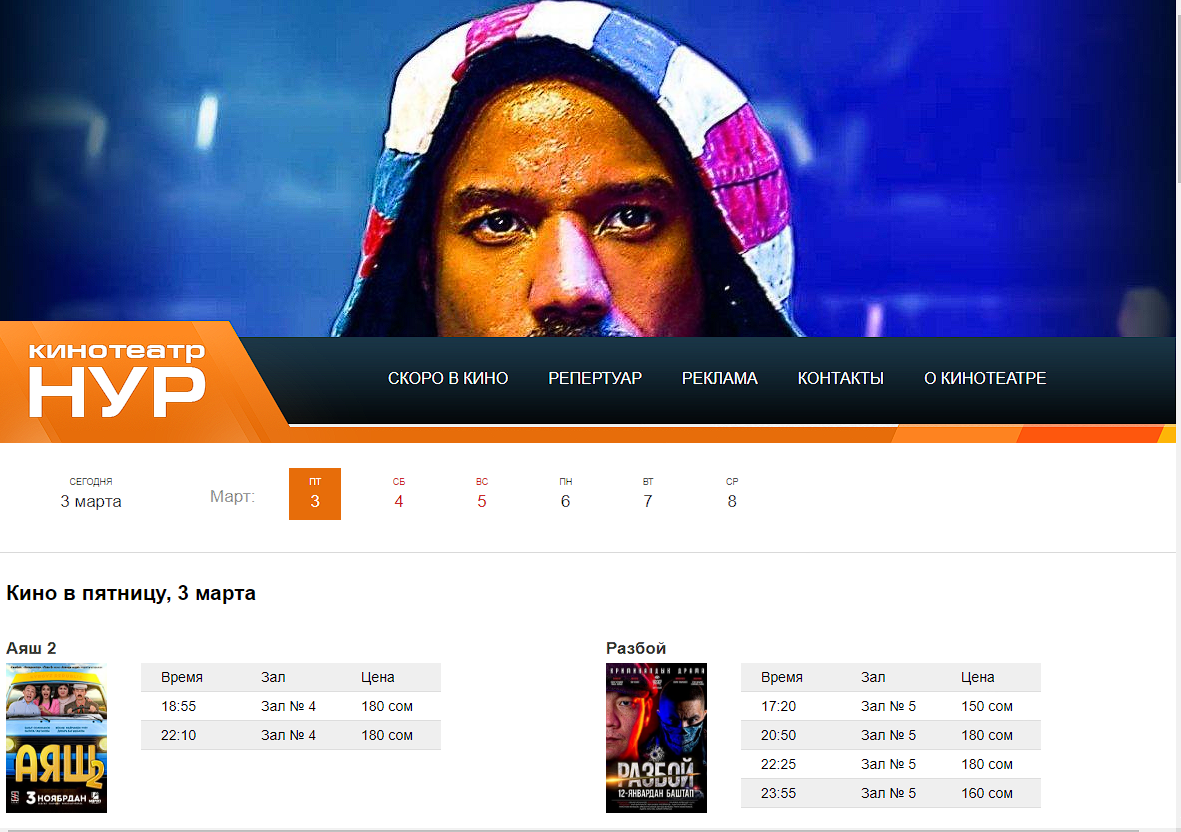 КИНОТЕАТР
НУР
СКОРО В КИНО РЕПЕРТУАР РЕКЛАМА КОНТАКТЫ О КИНОТЕАТРЕ
СЕГОДНЯ
3 марта
Март:
ПТ СБ ВС ПН ВТ СР
3 4 5 6 7 8
Кино в пятницу, 3 марта
Аяш 2
АЯШ 2
3 НОЯБРДАН
Время Зал Цена
18:55 Зал № 4 180 сом
22:10 Зал № 4 180 сом
Разбой
РАЗБОЙ
12-ЯНВАРДАН БАШТАП
Время Зал Цена
17:20 Зал № 5 150 сом
20:50 Зал № 5 180 сом
22:25 Зал № 5 180 сом
23:55 Зал № 5 160 сом